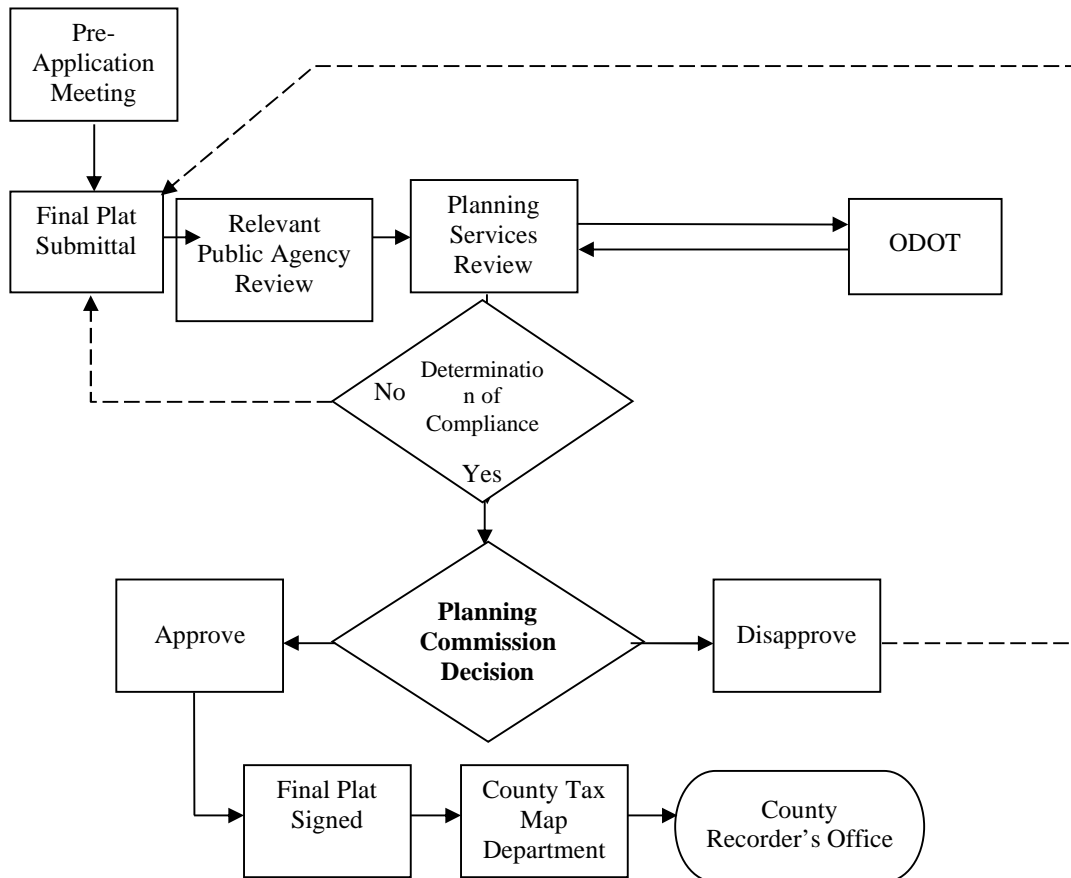 Pre-
Application
Meeting
Final Plat
Submittal
Relevant
Public Agency
Review
Planning
Services
Review
ODOT
No
Determinatio
n of
Compliance
Yes
Approve
Planning
Commission
Decision
Disapprove
Final Plat
Signed
County Tax
Map
Department
County
Recorder's Office